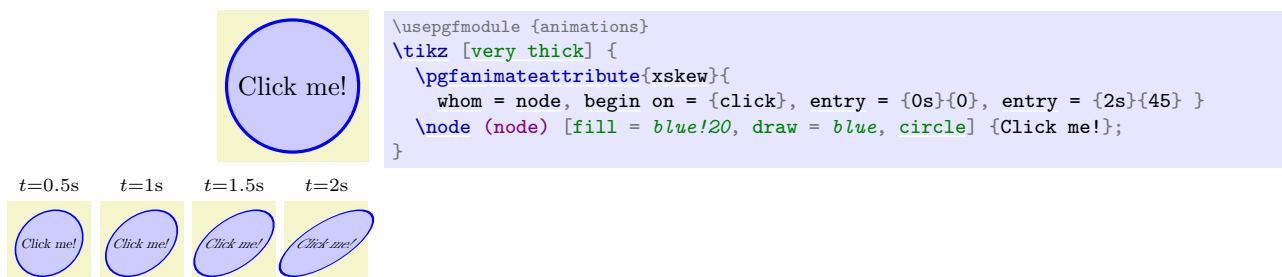 Click me!
\usepgfmodule {animations}
\tikz [very thick] {
  \pgfanimateattribute{xskew}{
    whom = node, begin on = {click}, entry = {0s}{0}, entry = {2s}{45} }
  \node (node) [fill = blue!20, draw = blue, circle] {Click me!};
}
t=0.5s t=1s t=1.5s t=2s
Click me! Click me! Click me! Click me!